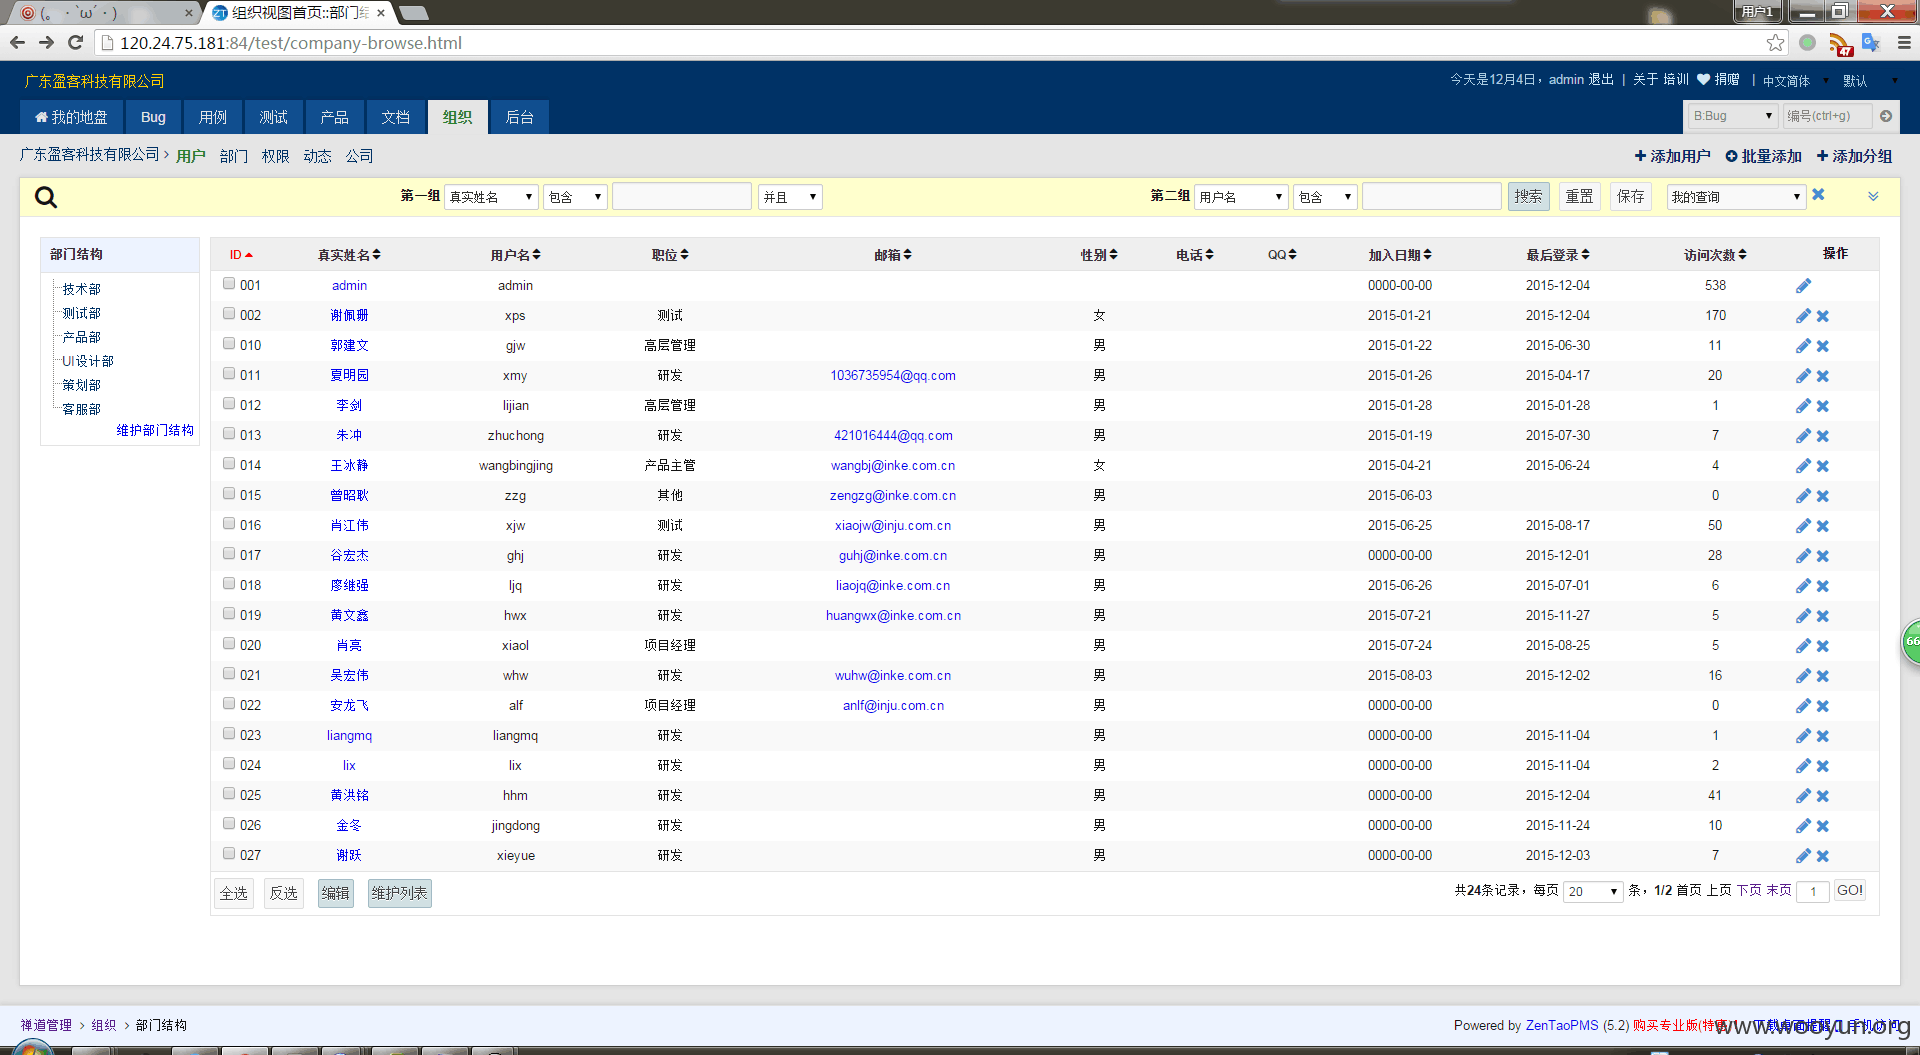 (。 · `ω´ · )
组织视图首页::部门结
用户1
120.24.75.181:84/test/company-browse.html
47
广东盈客科技有限公司
今天是12月4日，admin 退出 | 关于 培训 捐赠 | 中文简体 默认
我的地盘 Bug 用例 测试 产品 文档 组织 后台
B:Bug 编号(ctrl+g)
广东盈客科技有限公司 › 用户 部门 权限 动态 公司
添加用户 批量添加 添加分组
第一组 真实姓名 包含 并且 第二组 用户名 包含 搜索 重置 保存 我的查询
部门结构
技术部
测试部
产品部
UI设计部
策划部
客服部
维护部门结构
ID 真实姓名 用户名 职位 邮箱 性别 电话 QQ 加入日期 最后登录 访问次数 操作
001 admin admin 0000-00-00 2015-12-04 538
002 谢佩珊 xps 测试 女 2015-01-21 2015-12-04 170
010 郭建文 gjw 高层管理 男 2015-01-22 2015-06-30 11
011 夏明园 xmy 研发 1036735954@qq.com 男 2015-01-26 2015-04-17 20
012 李剑 lijian 高层管理 男 2015-01-28 2015-01-28 1
013 朱冲 zhuchong 研发 421016444@qq.com 男 2015-01-19 2015-07-30 7
014 王冰静 wangbingjing 产品主管 wangbj@inke.com.cn 女 2015-04-21 2015-06-24 4
015 曾昭耿 zzg 其他 zengzg@inke.com.cn 男 2015-06-03 0
016 肖江伟 xjw 测试 xiaojw@inju.com.cn 男 2015-06-25 2015-08-17 50
017 谷宏杰 ghj 研发 guhj@inke.com.cn 男 0000-00-00 2015-12-01 28
018 廖继强 ljq 研发 liaojq@inke.com.cn 男 2015-06-26 2015-07-01 6
019 黄文鑫 hwx 研发 huangwx@inke.com.cn 男 2015-07-21 2015-11-27 5
020 肖亮 xiaol 项目经理 男 2015-07-24 2015-08-25 5
021 吴宏伟 whw 研发 wuhw@inke.com.cn 男 2015-08-03 2015-12-02 16
022 安龙飞 alf 项目经理 anlf@inju.com.cn 男 0000-00-00 0
023 liangmq liangmq 研发 男 0000-00-00 2015-11-04 1
024 lix lix 研发 男 0000-00-00 2015-11-04 2
025 黄洪铭 hhm 研发 男 0000-00-00 2015-12-04 41
026 金冬 jingdong 研发 男 0000-00-00 2015-11-24 10
027 谢跃 xieyue 研发 男 0000-00-00 2015-12-03 7
全选 反选 编辑 维护列表
共24条记录，每页 20 条，1/2 首页 上页 下页 末页 1 GO!
66
禅道管理 › 组织 › 部门结构
Powered by ZenTaoPMS (5.2) 购买专业版(特惠 下载桌面提醒 手机访问
www.wooyun.org